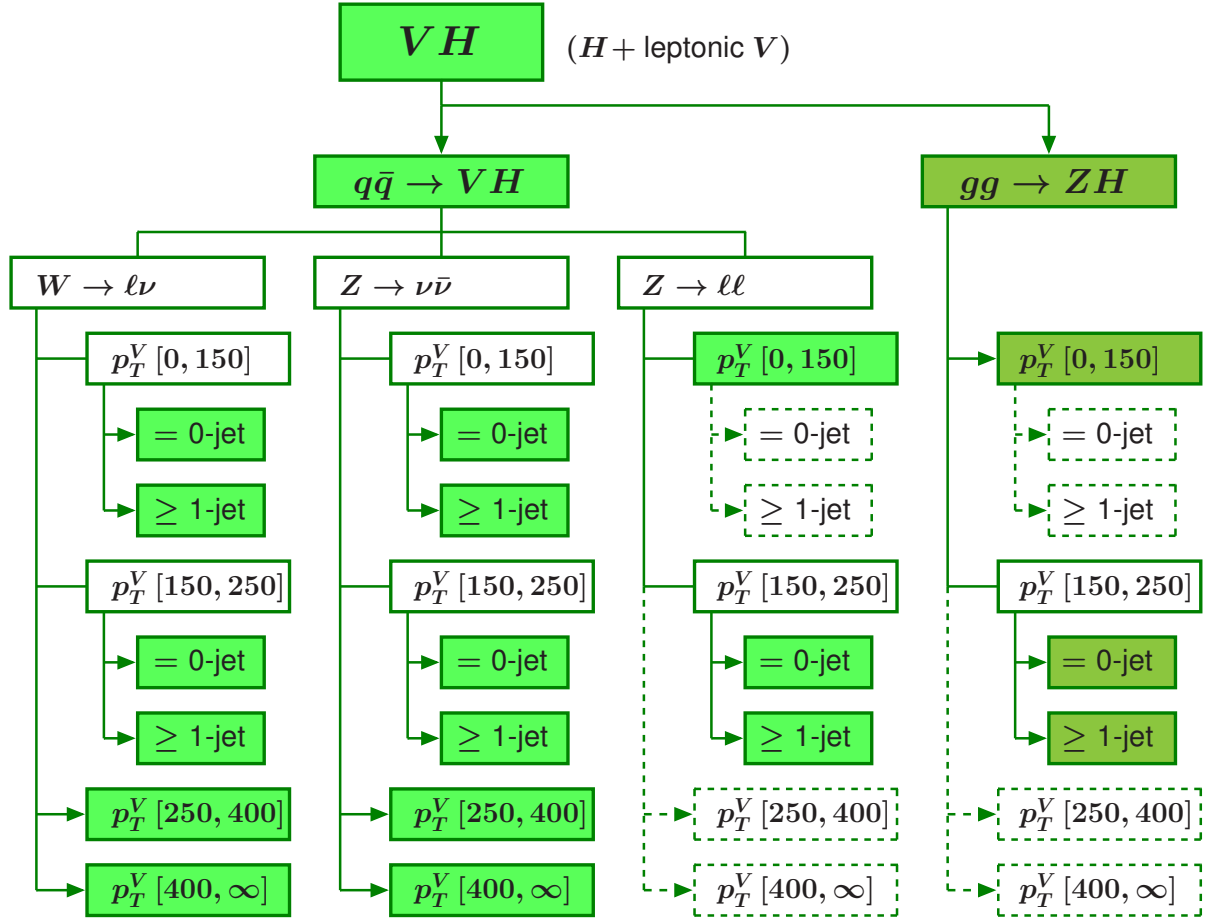 VH (H + leptonic V)
qq̄ → VH
gg → ZH
W → ℓν
p_T^V [0, 150]
= 0-jet
≥ 1-jet
p_T^V [150, 250]
= 0-jet
≥ 1-jet
p_T^V [250, 400]
p_T^V [400, ∞]
Z → νν̄
p_T^V [0, 150]
= 0-jet
≥ 1-jet
p_T^V [150, 250]
= 0-jet
≥ 1-jet
p_T^V [250, 400]
p_T^V [400, ∞]
Z → ℓℓ
p_T^V [0, 150]
= 0-jet
≥ 1-jet
p_T^V [150, 250]
= 0-jet
≥ 1-jet
p_T^V [250, 400]
p_T^V [400, ∞]
p_T^V [0, 150]
= 0-jet
≥ 1-jet
p_T^V [150, 250]
= 0-jet
≥ 1-jet
p_T^V [250, 400]
p_T^V [400, ∞]